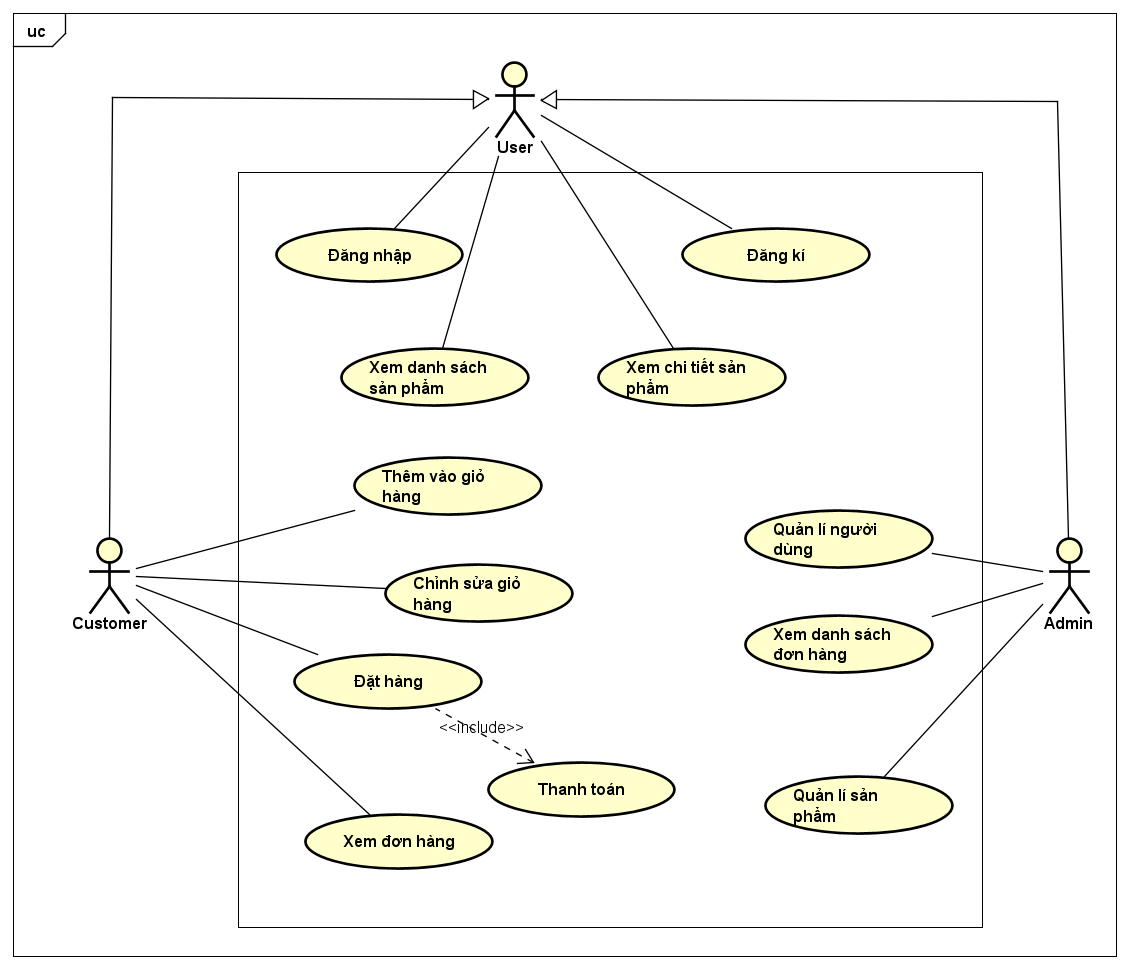 uc
User
Đăng nhập
Đăng kí
Xem danh sách
sản phẩm
Xem chi tiết sản
phẩm
Thêm vào giỏ
hàng
Quản lí người
dùng
Chỉnh sửa giỏ
hàng
Customer
Admin
Xem danh sách
đơn hàng
Đặt hàng
<<include>>
Thanh toán
Quản lí sản
phẩm
Xem đơn hàng